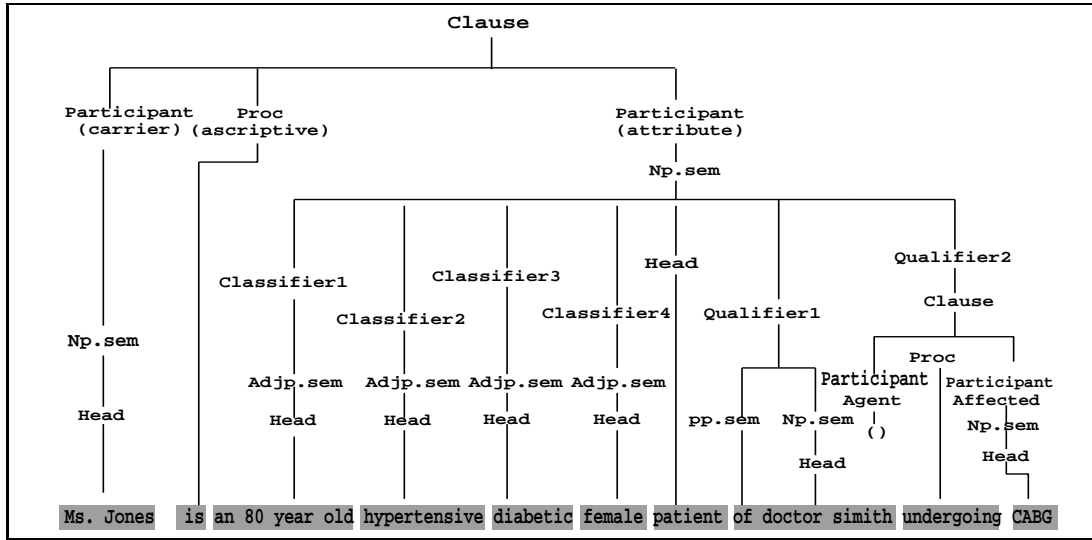 Clause
Participant Proc Participant
(carrier) (ascriptive) (attribute)
Np.sem
Head Qualifier2
Classifier1 Classifier3
Clause
Classifier2 Classifier4 Qualifier1
Np.sem
Proc
Adjp.sem Adjp.sem Adjp.sem Adjp.sem Participant Participant
Agent Affected
Head Head Head Head Head pp.sem Np.sem () Np.sem
Head Head
Ms. Jones is an 80 year old hypertensive diabetic female patient of doctor simith undergoing CABG